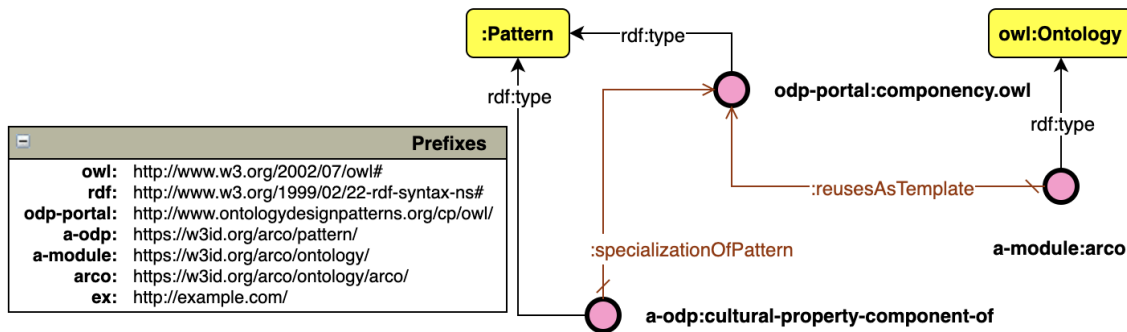 :Pattern
rdf:type
owl:Ontology
rdf:type
odp-portal:componency.owl
rdf:type
Prefixes
owl: http://www.w3.org/2002/07/owl#
rdf: http://www.w3.org/1999/02/22-rdf-syntax-ns#
odp-portal: http://www.ontologydesignpatterns.org/cp/owl/
a-odp: https://w3id.org/arco/pattern/
a-module: https://w3id.org/arco/ontology/
arco: https://w3id.org/arco/ontology/arco/
ex: http://example.com/
:reusesAsTemplate
:specializationOfPattern
a-module:arco
a-odp:cultural-property-component-of